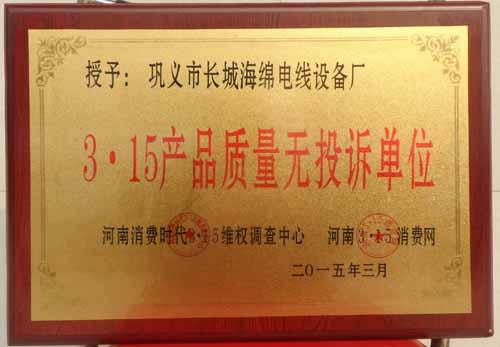 授予：巩义市长城海绵电线设备厂
3·15产品质量无投诉单位
河南消费时代3·15维权调查中心 河南3·15消费网
二〇一五年三月